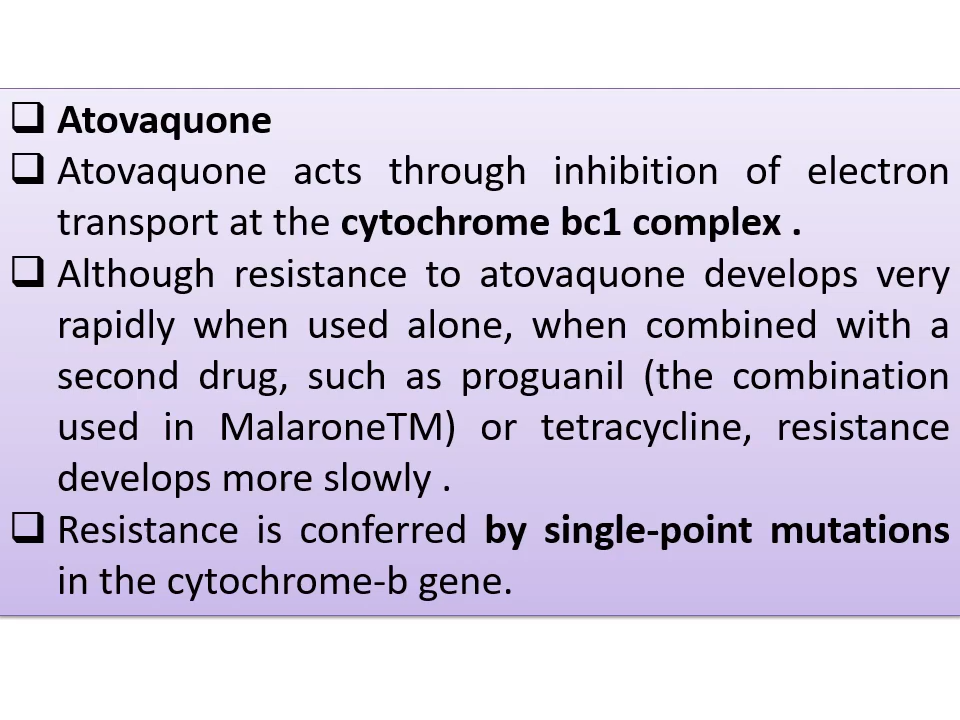 ❑ Atovaquone
❑ Atovaquone acts through inhibition of electron
transport at the cytochrome bc1 complex .
❑ Although resistance to atovaquone develops very
rapidly when used alone, when combined with a
second drug, such as proguanil (the combination
used in MalaroneTM) or tetracycline, resistance
develops more slowly .
❑ Resistance is conferred by single-point mutations
in the cytochrome-b gene.